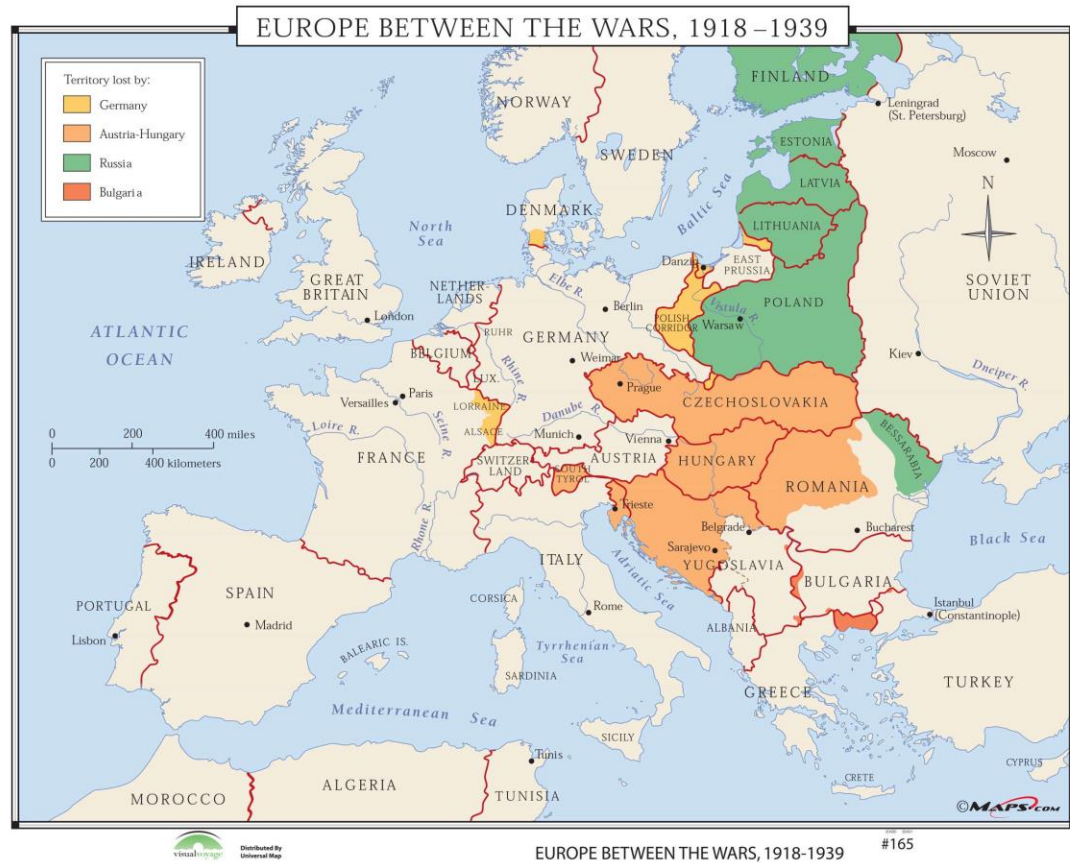 EUROPE BETWEEN THE WARS, 1918–1939
Territory lost by:
Germany
Austria-Hungary
Russia
Bulgaria
NORWAY
SWEDEN
FINLAND
Leningrad
(St. Petersburg)
ESTONIA
Moscow
LATVIA
N
Baltic Sea
DENMARK
LITHUANIA
North
Sea
IRELAND
GREAT
BRITAIN
London
NETHER-
LANDS
Elbe R.
Danzig
EAST
PRUSSIA
SOVIET
UNION
Berlin
POLAND
POLISH
CORRIDOR
Vistula R.
Warsaw
ATLANTIC
OCEAN
RUHR
GERMANY
BELGIUM
Weimar
Kiev
Dneiper R.
LUX.
Rhine R.
Prague
Paris
Versailles
LORRAINE
ALSACE
CZECHOSLOVAKIA
Seine R.
Loire R.
Danube R.
Munich
Vienna
BESSARABIA
0 200 400 miles
0 200 400 kilometers
FRANCE
SWITZER-
LAND
AUSTRIA
HUNGARY
SOUTH
TYROL
ROMANIA
Trieste
Rhone R.
Belgrade
Bucharest
Black Sea
Sarajevo
YUGOSLAVIA
Adriatic Sea
ITALY
BULGARIA
PORTUGAL
SPAIN
CORSICA
Rome
Istanbul
(Constantinople)
Madrid
Lisbon
ALBANIA
BALEARIC IS.
Tyrrhenian
Sea
SARDINIA
TURKEY
GREECE
Mediterranean Sea
SICILY
Tunis
CRETE
CYPRUS
MOROCCO
ALGERIA
TUNISIA
©MAPS.COM
visualvoyage
Distributed By
Universal Map
EUROPE BETWEEN THE WARS, 1918-1939
#165